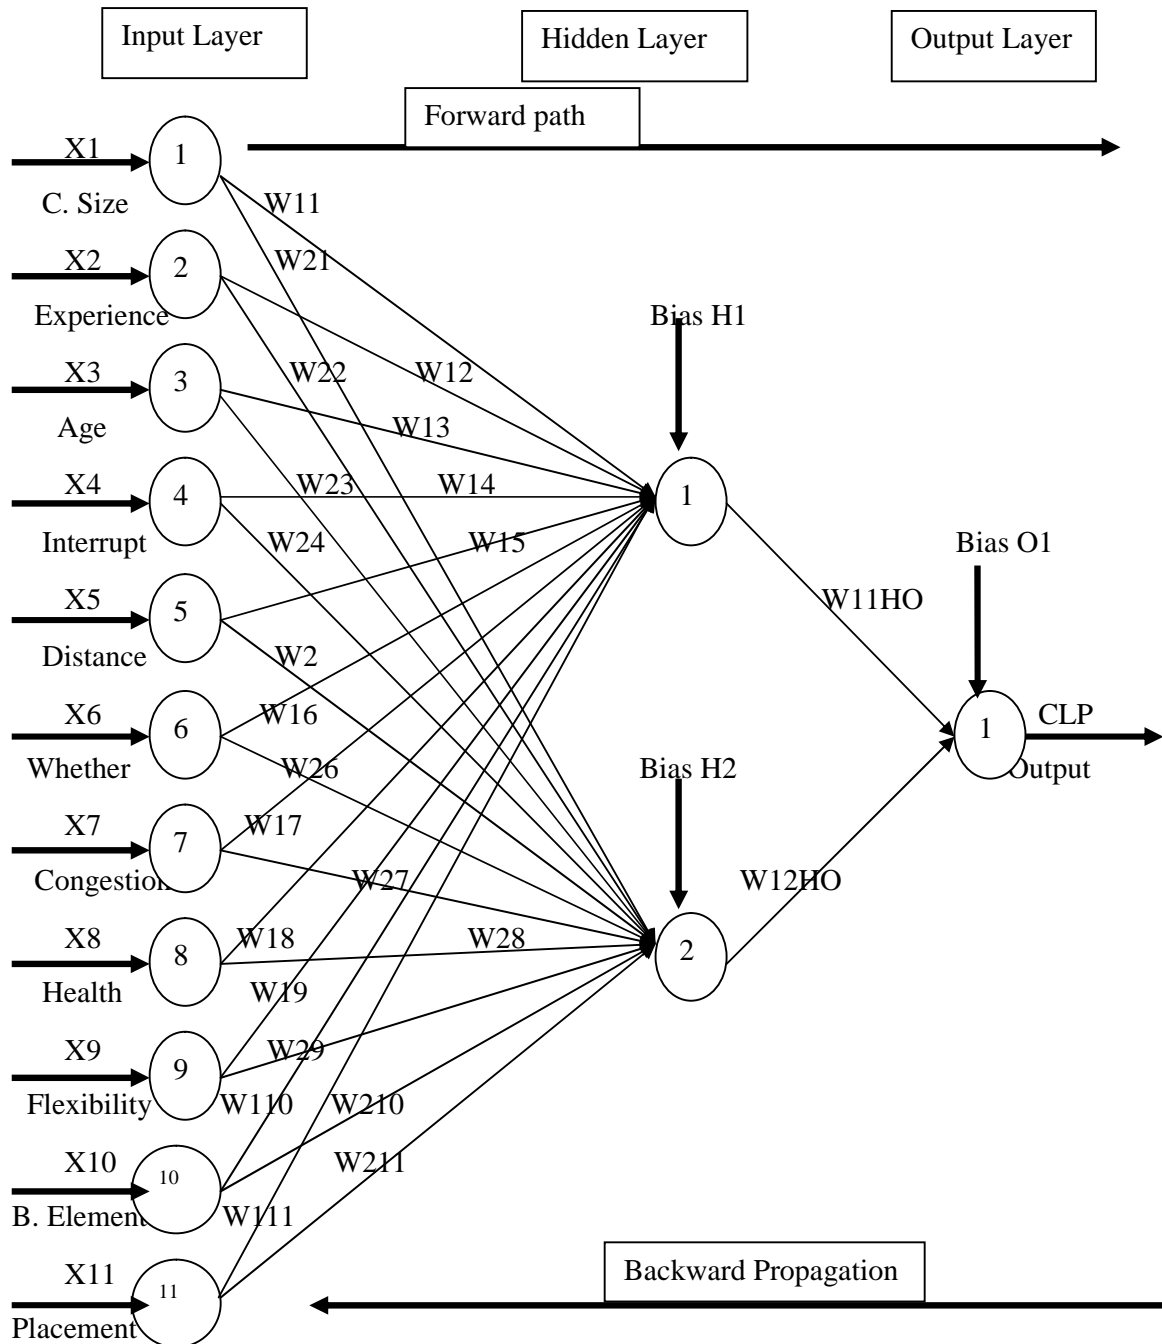 Input Layer
Hidden Layer
Output Layer
Forward path
X1
1
C. Size
W11
X2
2
W21
Experience
Bias H1
X3
3
W22
W12
Age
W13
X4
4
W23
W14
1
Interrupt
W24
W15
Bias O1
X5
5
W11HO
Distance
W2
X6
6
W16
1
CLP
Whether
W26
Bias H2
Output
X7
7
W17
Congestion
W27
W12HO
X8
8
W18
W28
2
Health
W19
X9
9
W29
Flexibility
W110
W210
X10
10
W211
B. Element
W111
X11
11
Backward Propagation
Placement